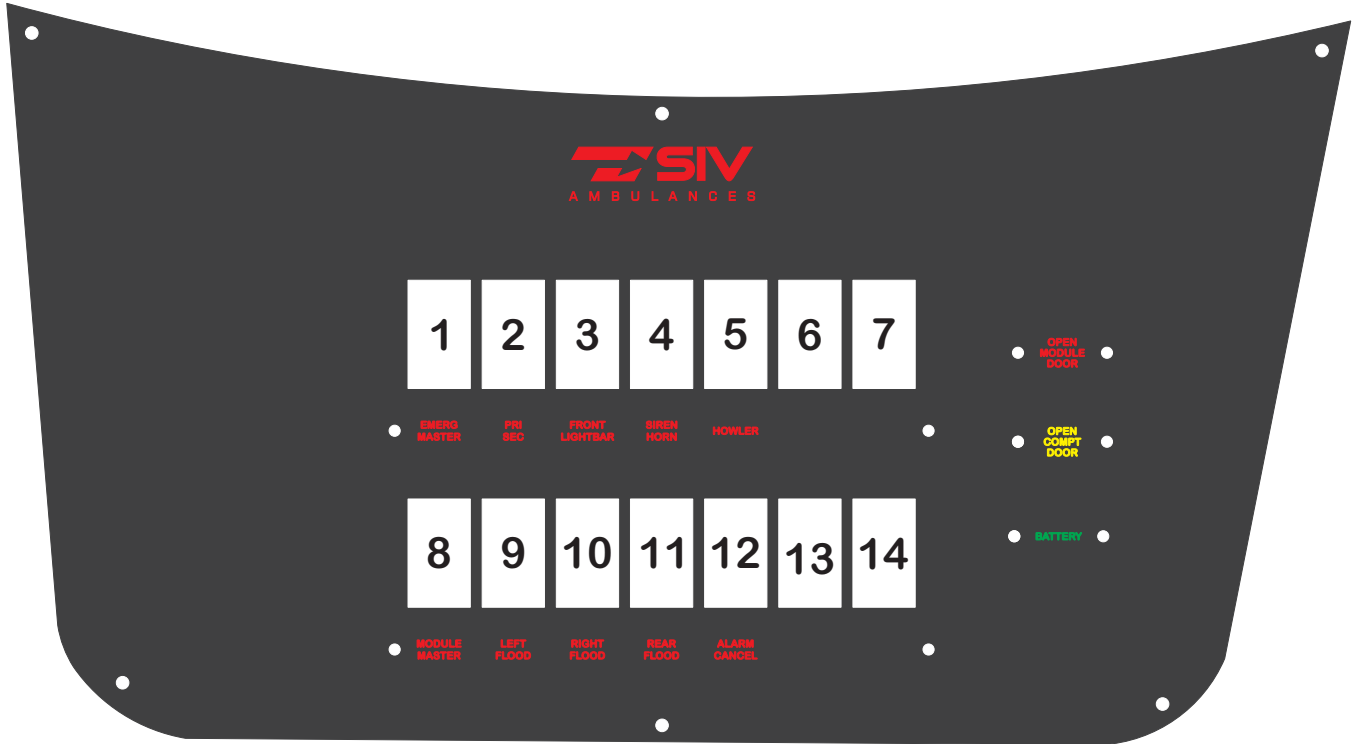 SIV
AMBULANCES
1 2 3 4 5 6 7
EMERG
MASTER
PRI
SEC
FRONT
LIGHTBAR
SIREN
HORN
HOWLER
OPEN
MODULE
DOOR
OPEN
COMPT
DOOR
8 9 10 11 12 13 14
BATTERY
MODULE
MASTER
LEFT
FLOOD
RIGHT
FLOOD
REAR
FLOOD
ALARM
CANCEL